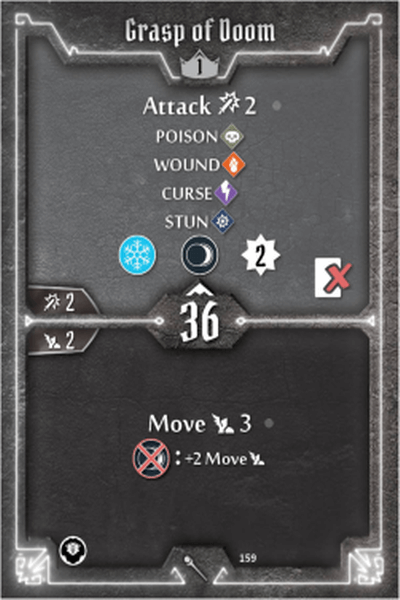 Grasp of Doom
1
Attack 2
POISON
WOUND
CURSE
STUN
2
2
36
2
Move 3
: +2 Move
159